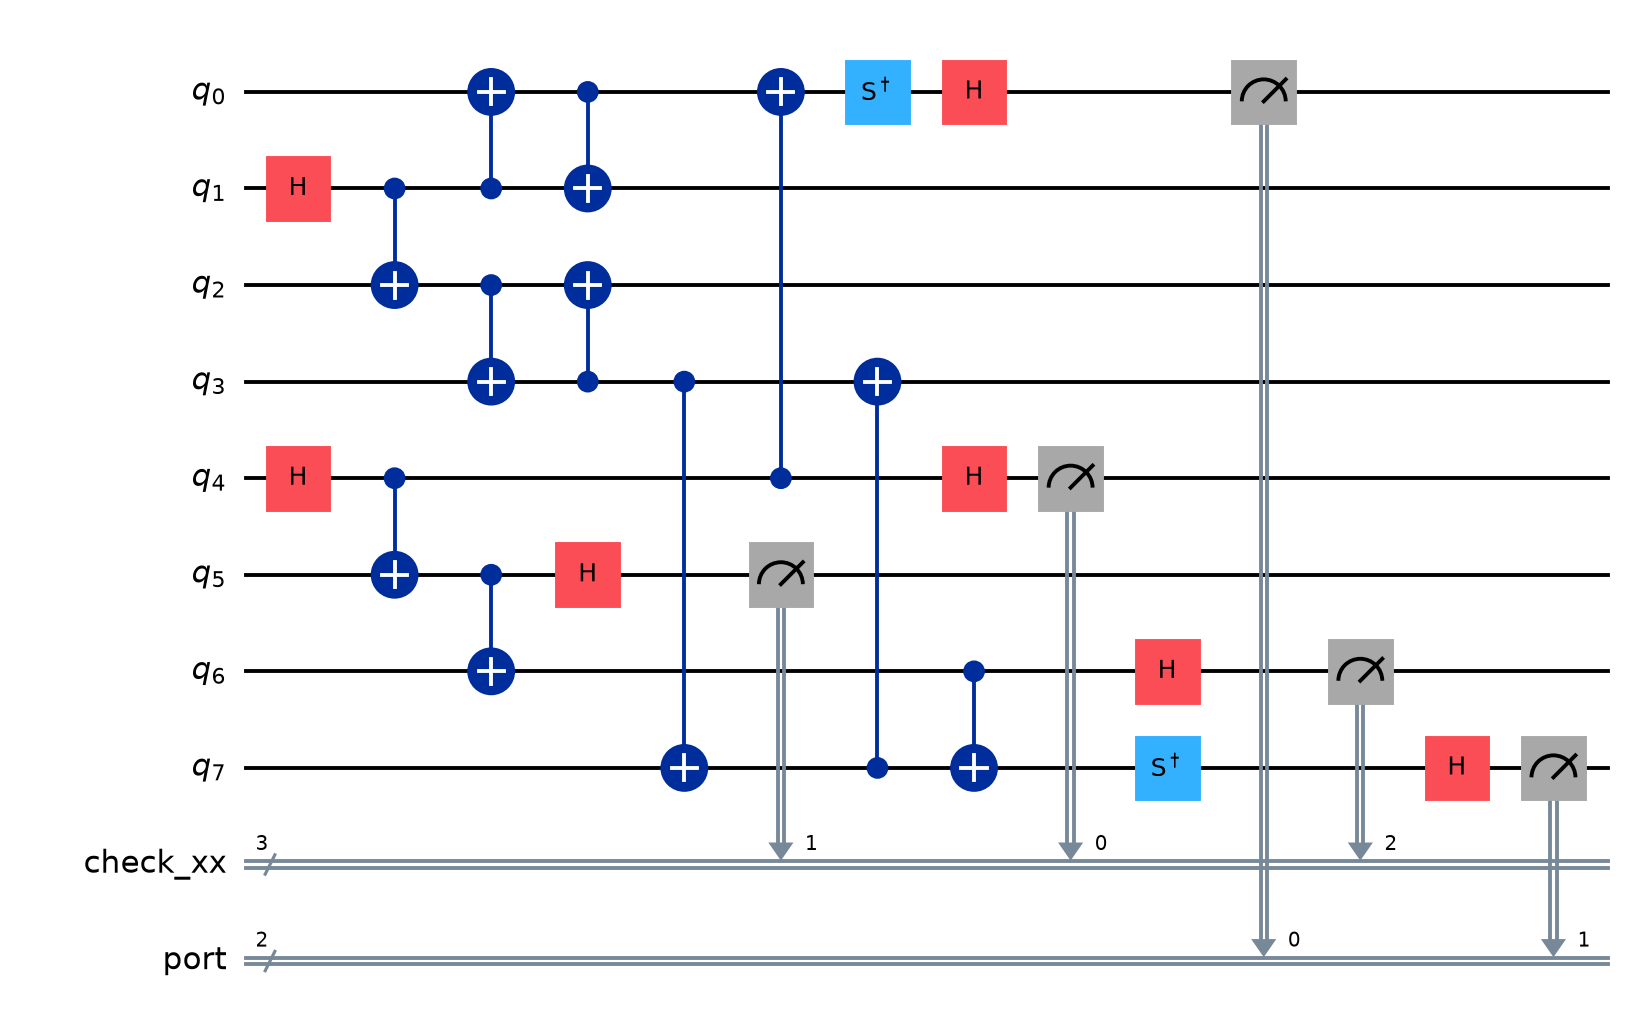 q0 S† H
q1 H
q2
q3
q4 H H
q5 H
q6 H
q7 S† H
check_xx 3 1 0 2
port 2 0 1